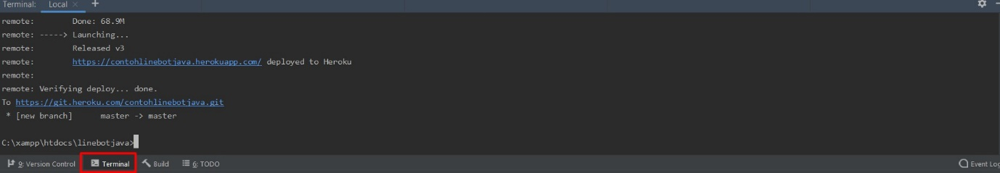 Terminal: Local × +
remote: Done: 68.9M
remote: -----> Launching...
remote: Released v3
remote: https://contohlinebotjava.herokuapp.com/ deployed to Heroku
remote:
remote: Verifying deploy... done.
To https://git.heroku.com/contohlinebotjava.git
* [new branch] master -> master
C:\xampp\htdocs\linebotjava>
9: Version Control Terminal Build 6: TODO Event Log